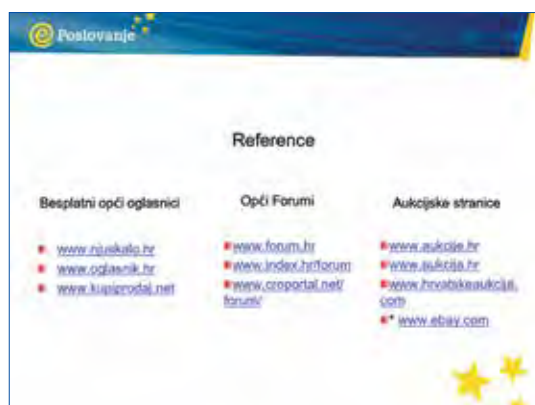 e Poslovanje
Reference
Besplatni opći oglasnici
www.njuskalo.hr
www.oglasnik.hr
www.kupiprodaj.net
Opći Forumi
www.forum.hr
www.index.hr/forum
www.croportal.net/
forum/
Aukcijske stranice
www.aukcije.hr
www.aukcija.hr
www.hrvatskeaukcije.
com
* www.ebay.com